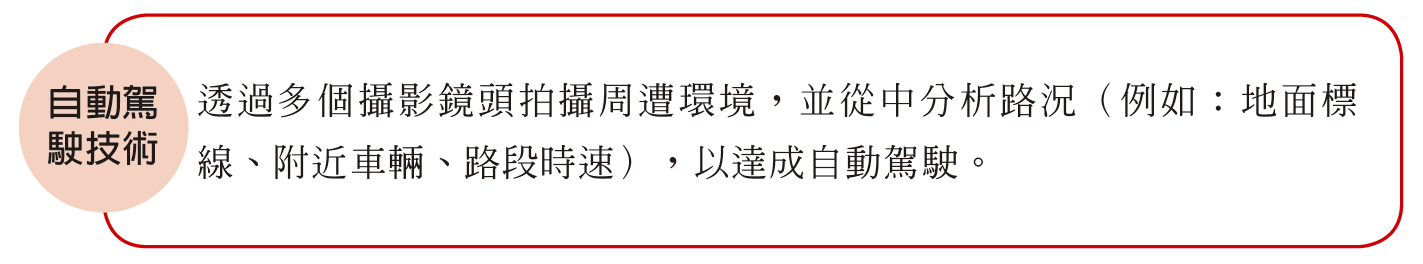 自動駕
駛技術
透過多個攝影鏡頭拍攝周遭環境，並從中分析路況（例如：地面標
線、附近車輛、路段時速），以達成自動駕駛。